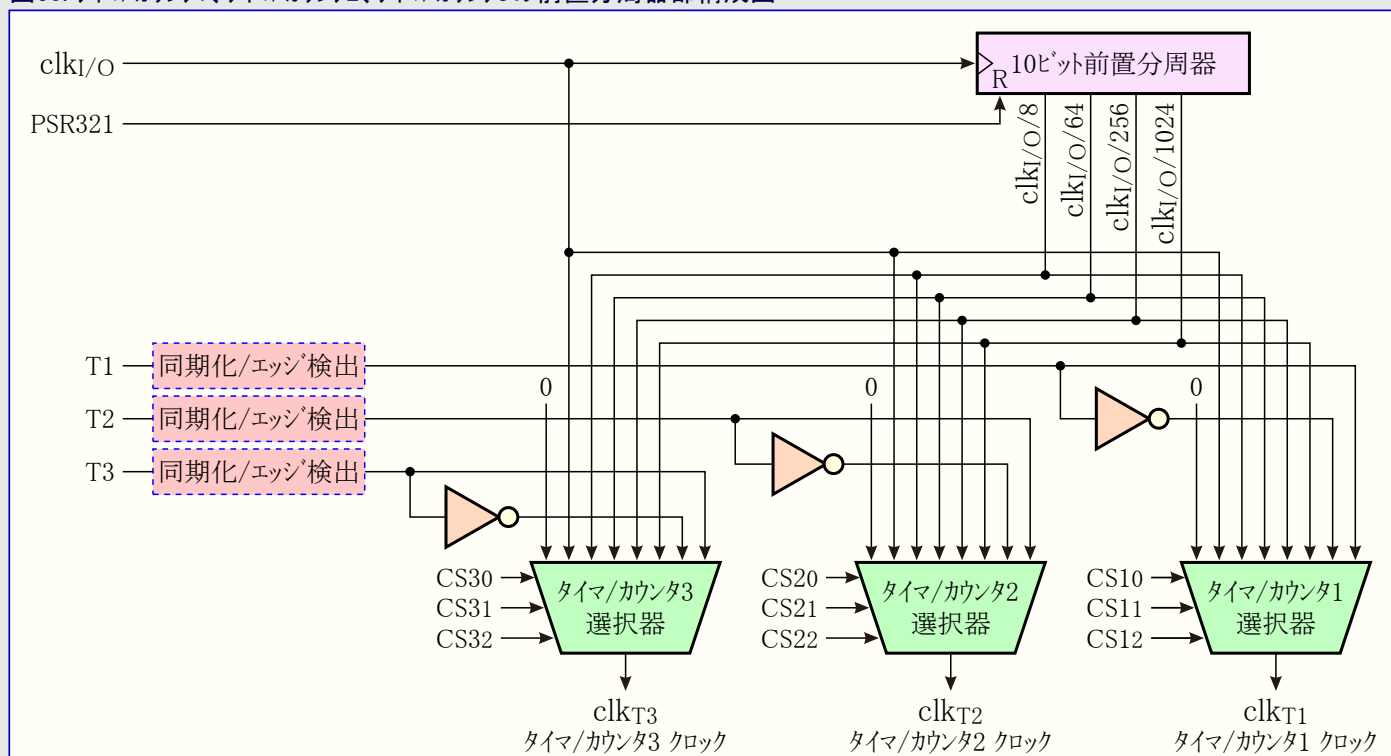 clkI/O
10ビット前置分周器
R
PSR321
clkI/O/8
clkI/O/64
clkI/O/256
clkI/O/1024
T1
同期化/エッジ検出
T2
同期化/エッジ検出
T3
同期化/エッジ検出
0
0
0
CS30
CS31
CS32
タイマ/カウンタ3
選択器
CS20
CS21
CS22
タイマ/カウンタ2
選択器
CS10
CS11
CS12
タイマ/カウンタ1
選択器
clkT3
タイマ/カウンタ3 クロック
clkT2
タイマ/カウンタ2 クロック
clkT1
タイマ/カウンタ1 クロック